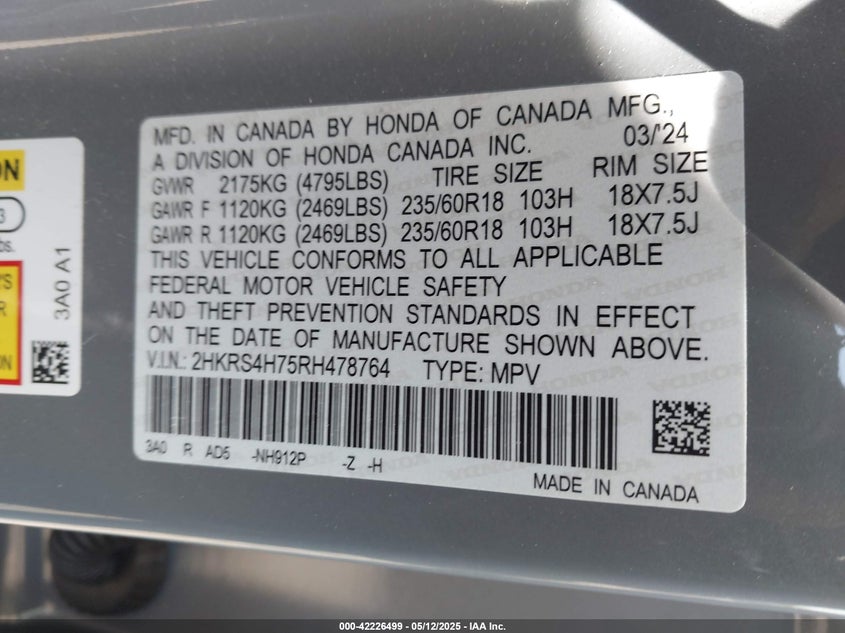 MFD. IN CANADA BY HONDA OF CANADA MFG.,
A DIVISION OF HONDA CANADA INC. 03/'24
GVWR 2175KG (4795LBS) TIRE SIZE RIM SIZE
GAWR F 1120KG (2469LBS) 235/60R18 103H 18X7.5J
GAWR R 1120KG (2469LBS) 235/60R18 103H 18X7.5J
THIS VEHICLE CONFORMS TO ALL APPLICABLE
FEDERAL MOTOR VEHICLE SAFETY
AND THEFT PREVENTION STANDARDS IN EFFECT
ON THE DATE OF MANUFACTURE SHOWN ABOVE.
V.I.N.: 2HKRS4H75RH478764 TYPE: MPV
3A0 R AD5 -NH912P -Z -H
MADE IN CANADA
3A0 A1
000-42226499 - 05/12/2025 - IAA Inc.